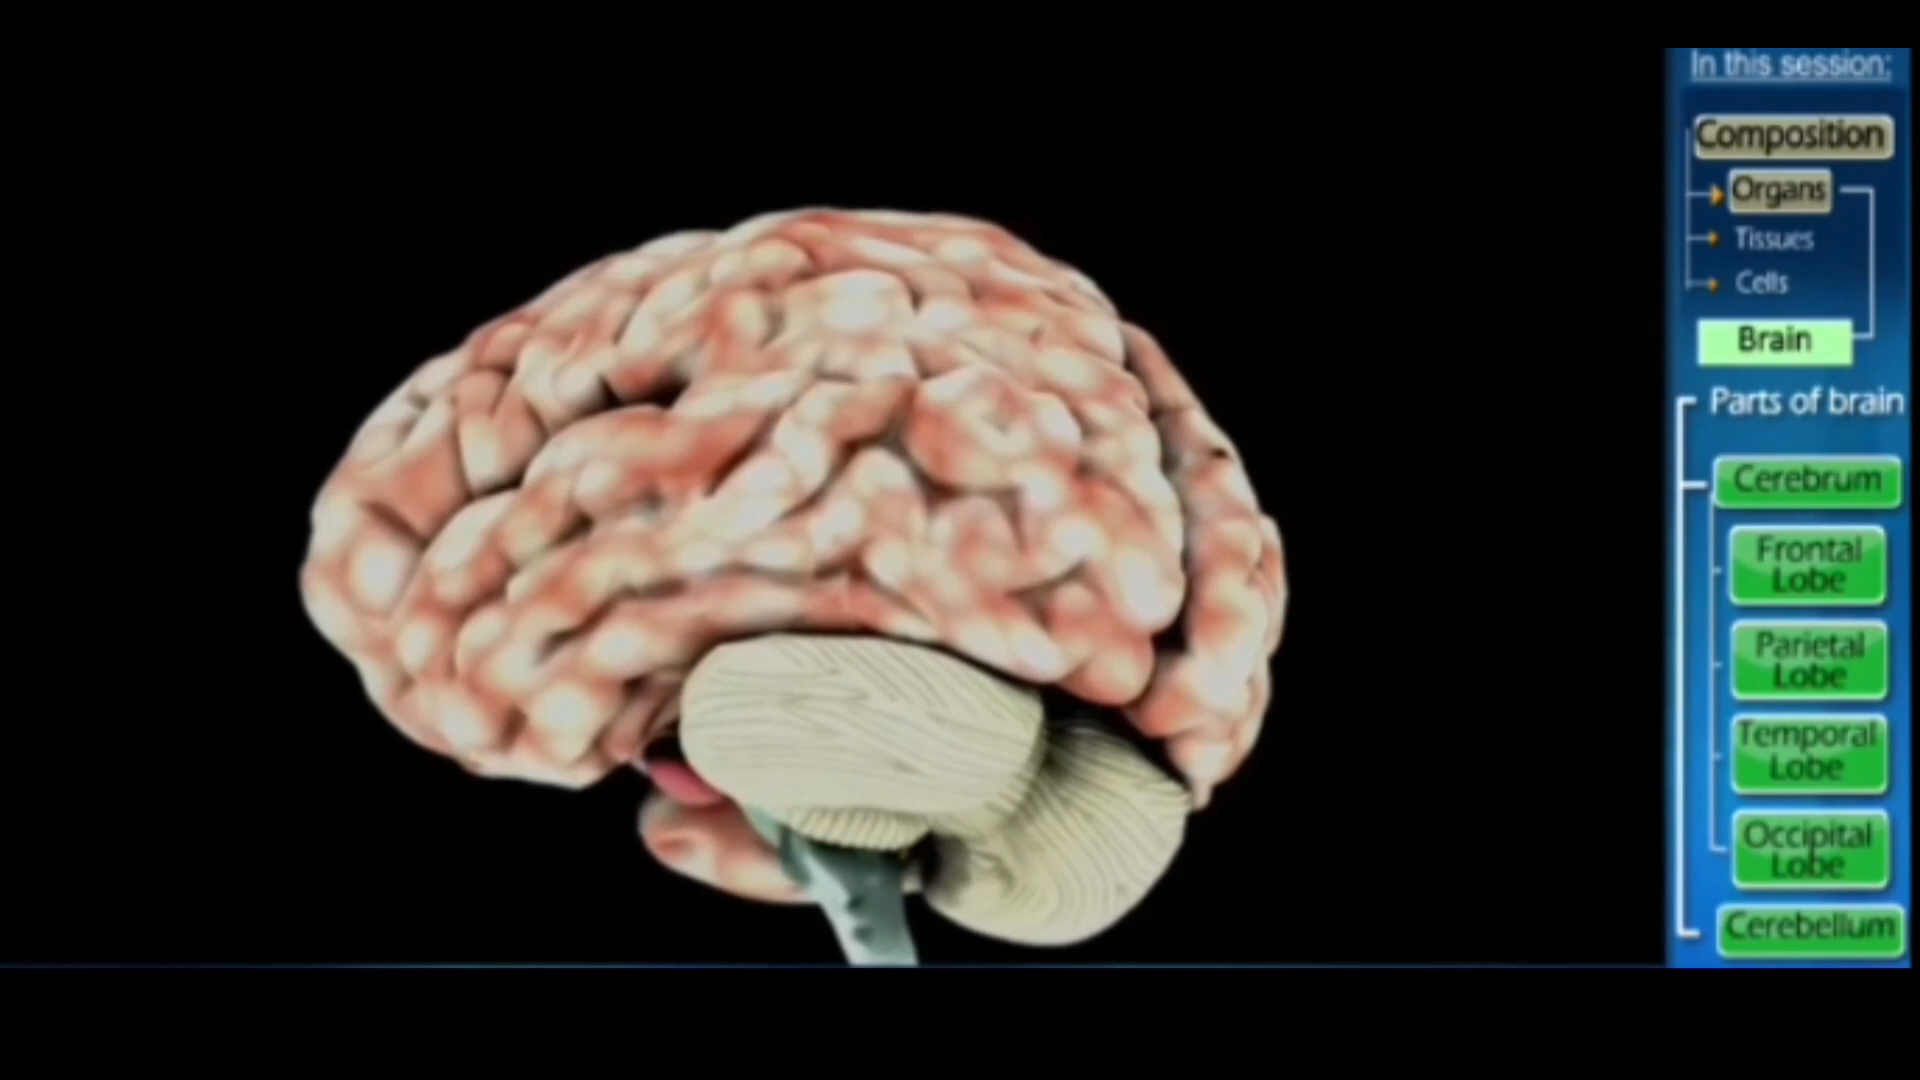 In this session:
Composition
Organs
Tissues
Cells
Brain
Parts of brain
Cerebrum
Frontal
Lobe
Parietal
Lobe
Temporal
Lobe
Occipital
Lobe
Cerebellum